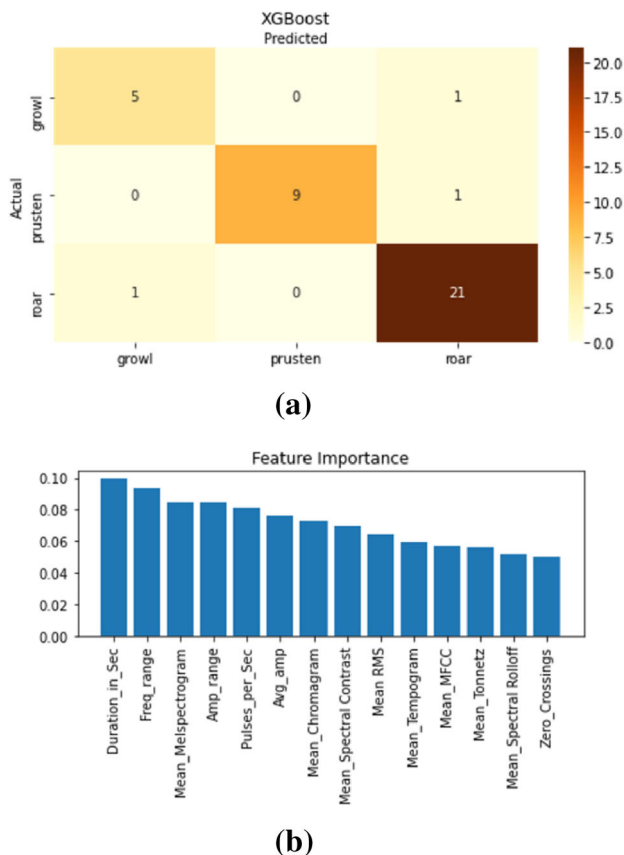 XGBoost
Predicted
growl
prusten
roar
Actual
5 0 1
0 9 1
1 0 21
growl prusten roar
20.0
17.5
15.0
12.5
10.0
7.5
5.0
2.5
0.0
(a)
Feature Importance
0.10
0.08
0.06
0.04
0.02
0.00
Duration_in_Sec
Freq_range
Mean_Melspectrogram
Amp_range
Pulses_per_Sec
Avg_amp
Mean_Chromagram
Mean_Spectral Contrast
Mean RMS
Mean_Tempogram
Mean_MFCC
Mean_Tonnetz
Mean_Spectral Rolloff
Zero_Crossings
(b)